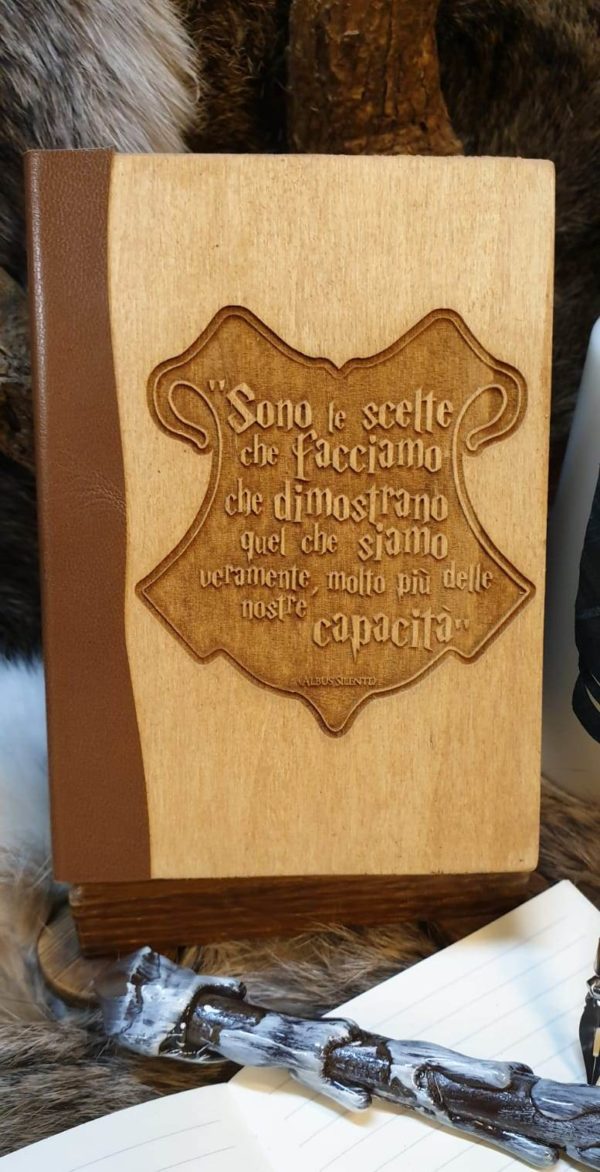 "Sono le scelte
che facciamo
che dimostrano
quel che siamo
veramente, molto più delle
nostre capacità"
(ALBUS SILENTE)